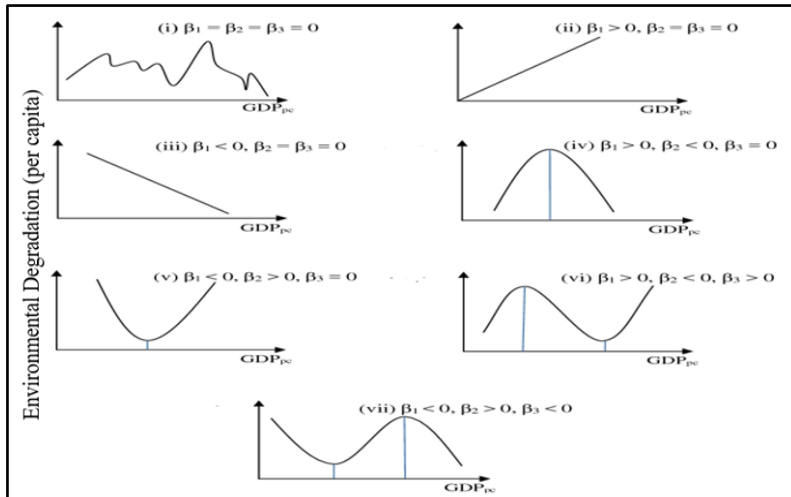 Environmental Degradation (per capita)
(i) β₁ − β₂ − β₃ = 0
GDPₚc
(ii) β₁ > 0, β₂ − β₃ = 0
GDPₚc
(iii) β₁ < 0, β₂ − β₃ = 0
GDPₚc
(iv) β₁ > 0, β₂ < 0, β₃ = 0
GDPₚc
(v) β₁ < 0, β₂ > 0, β₃ = 0
GDPₚc
(vi) β₁ > 0, β₂ < 0, β₃ > 0
GDPₚc
(vii) β₁ < 0, β₂ > 0, β₃ < 0
GDPₚc